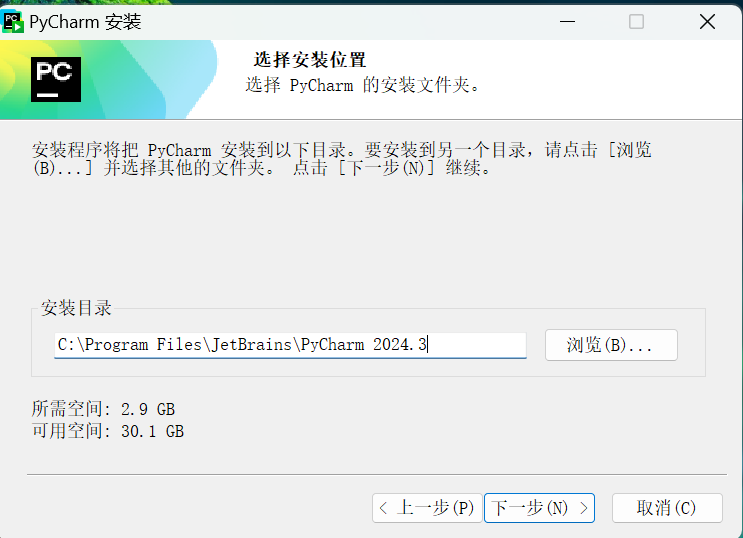 PC PyCharm 安装
PC
选择安装位置
选择 PyCharm 的安装文件夹。
安装程序将把 PyCharm 安装到以下目录。要安装到另一个目录，请点击 [浏览
(B)...] 并选择其他的文件夹。 点击 [下一步(N)] 继续。
安装目录
C:\Program Files\JetBrains\PyCharm 2024.3
浏览(B)...
所需空间: 2.9 GB
可用空间: 30.1 GB
< 上一步(P)
下一步(N) >
取消(C)